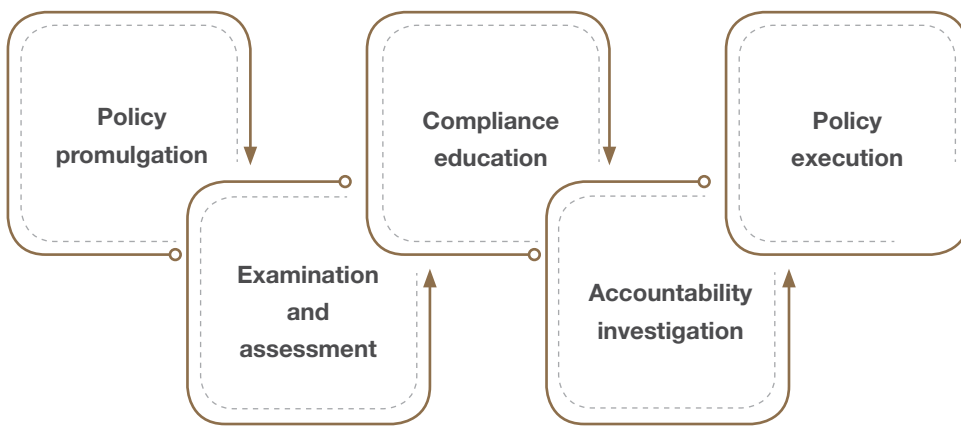 Policy
promulgation
Examination
and
assessment
Compliance
education
Accountability
investigation
Policy
execution